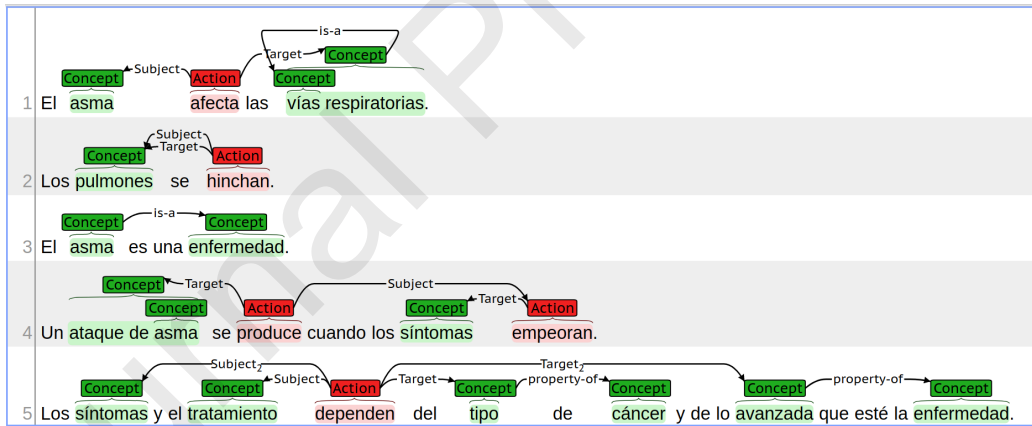 is-a
Target Concept
Concept Subject Action Concept
1 El asma afecta las vías respiratorias.
Subject
Target
Concept Action
2 Los pulmones se hinchan.
is-a
Concept Concept
3 El asma es una enfermedad.
Concept Target Subject
Concept Action Concept Target Action
4 Un ataque de asma se produce cuando los síntomas empeoran.
Subject2 Target2
Concept Concept Subject Action Target Concept property-of Concept Concept property-of Concept
5 Los síntomas y el tratamiento dependen del tipo de cáncer y de lo avanzada que esté la enfermedad.